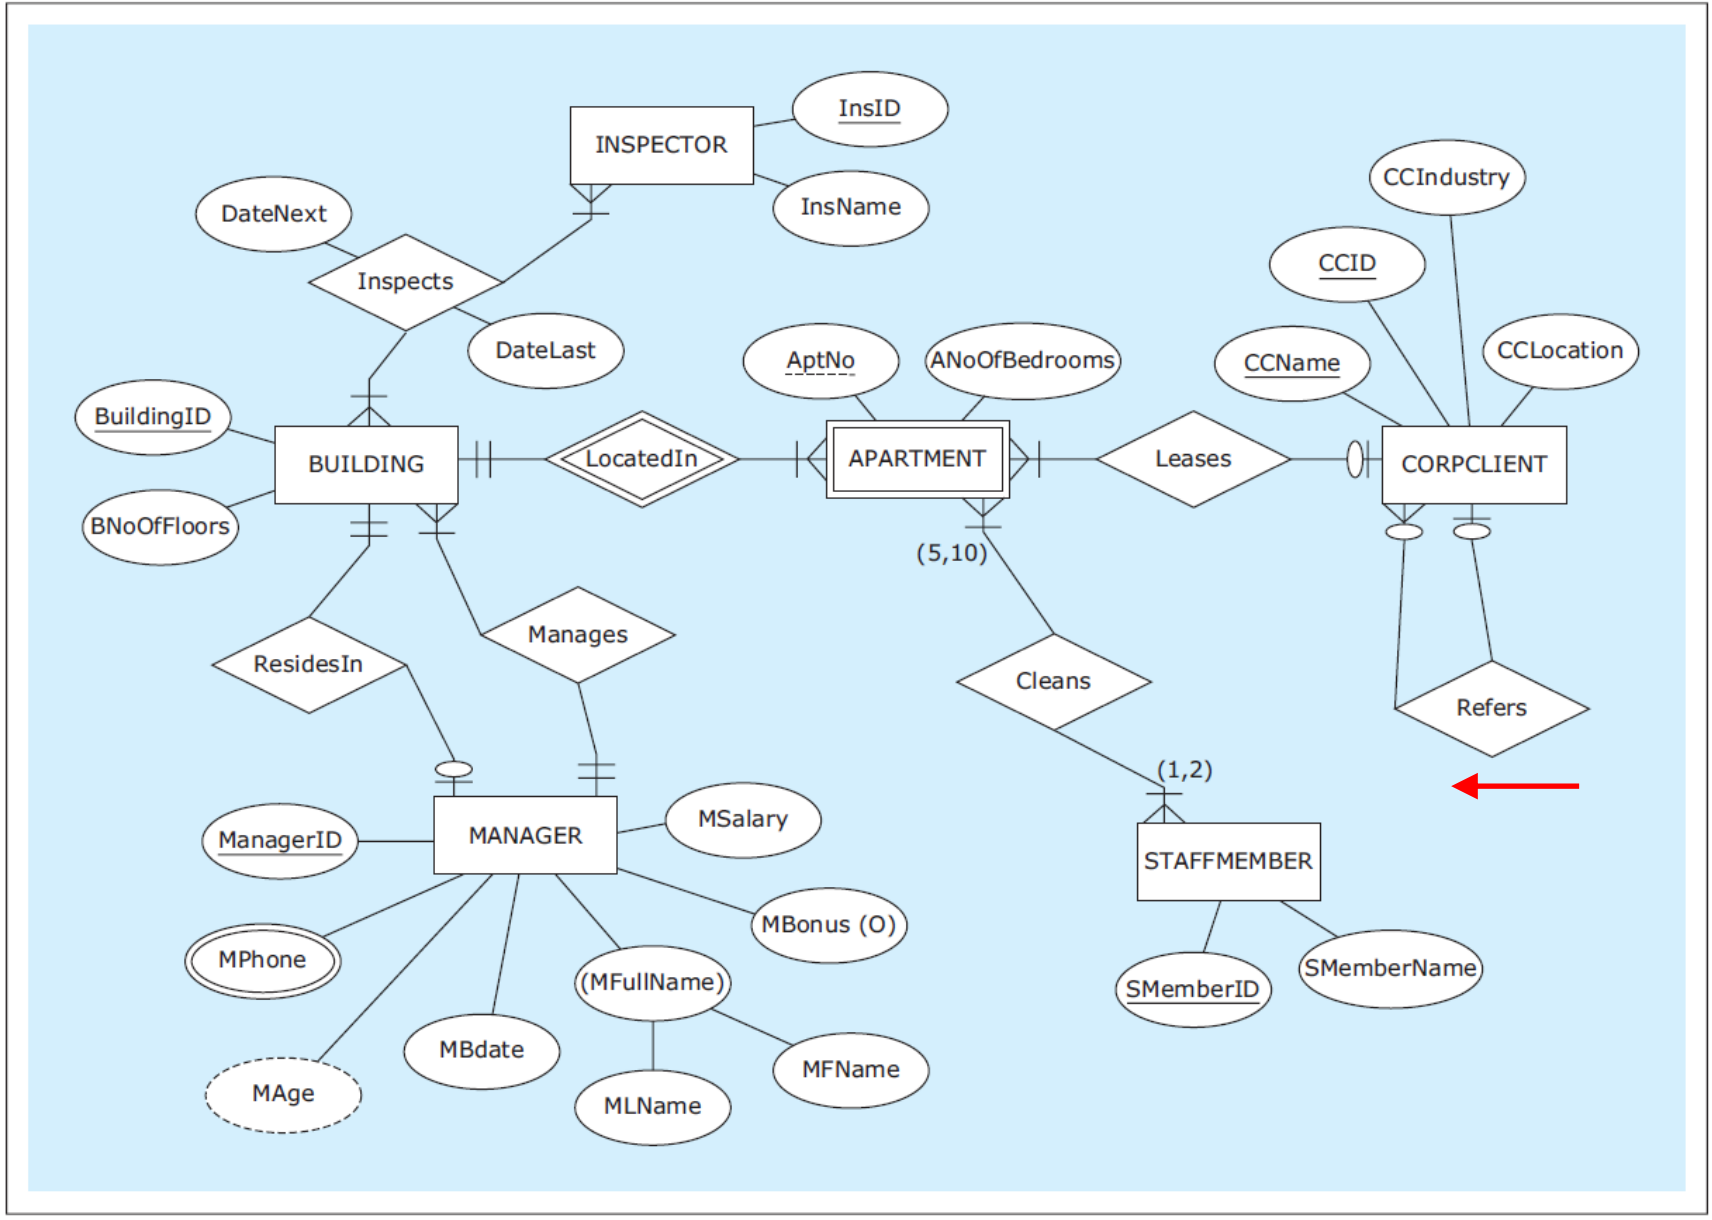 InsID
INSPECTOR
CCIndustry
InsName
DateNext
CCID
Inspects
DateLast
CCLocation
AptNo
ANoOfBedrooms
CCName
BuildingID
BUILDING
LocatedIn
APARTMENT
Leases
CORPCLIENT
BNoOfFloors
(5,10)
Manages
ResidesIn
Cleans
Refers
(1,2)
MSalary
ManagerID
MANAGER
STAFFMEMBER
MBonus (O)
MPhone
(MFullName)
SMemberName
SMemberID
MBdate
MFName
MAge
MLName